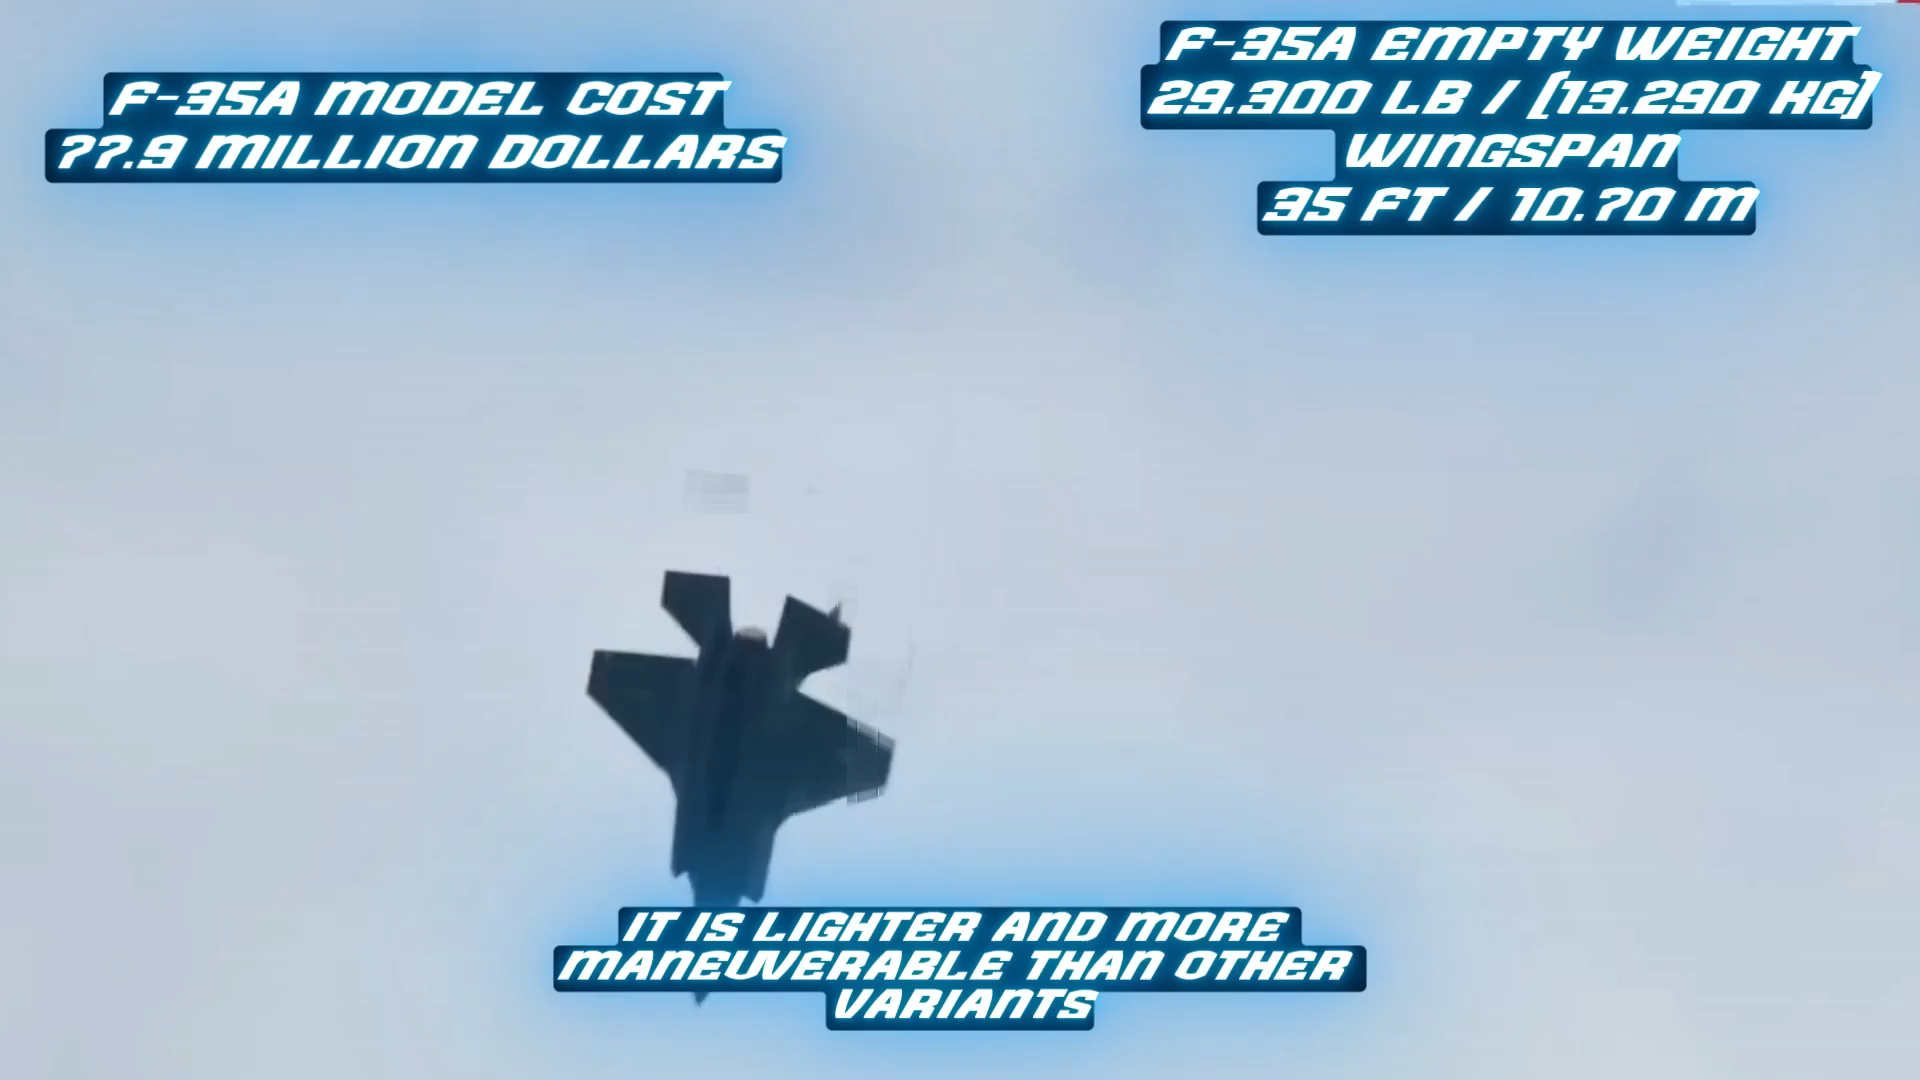 F-35A MODEL COST
77.9 MILLION DOLLARS
F-35A EMPTY WEIGHT
29.300 LB / (13.290 KG)
WINGSPAN
35 FT / 10.70 M
IT IS LIGHTER AND MORE
MANEUVERABLE THAN OTHER
VARIANTS